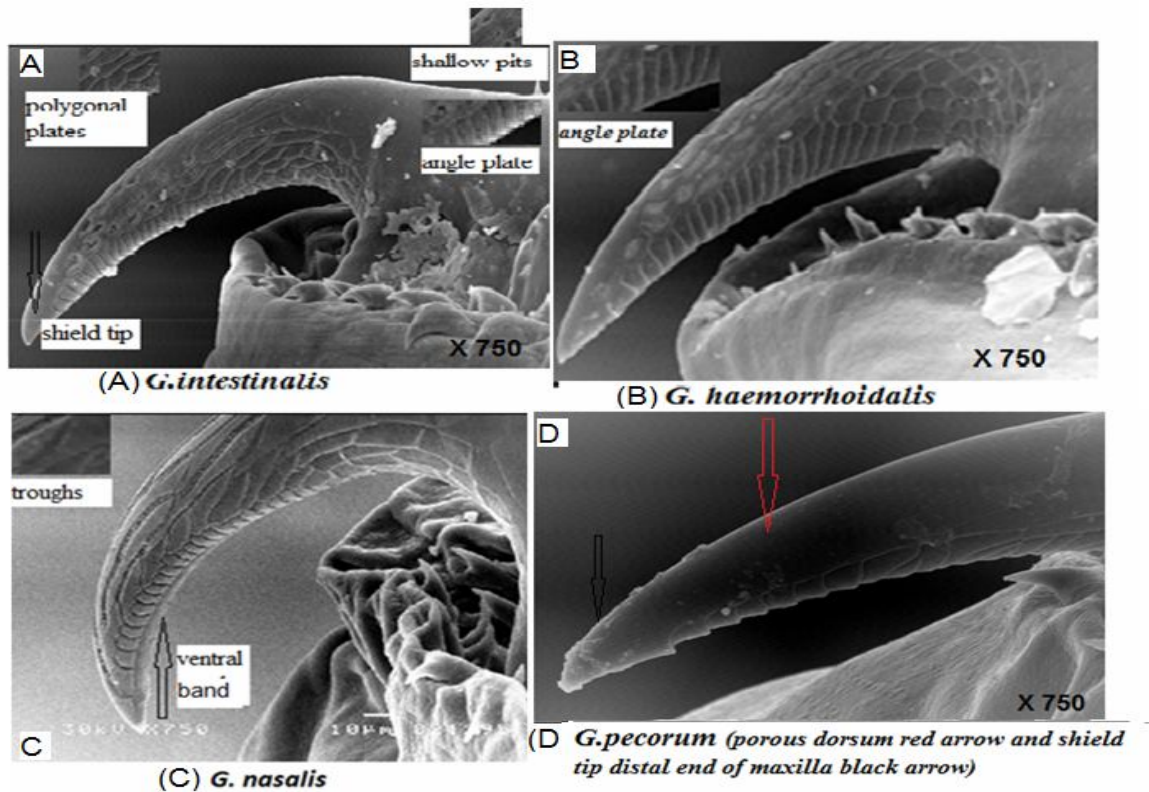 A
polygonal
plates
shallow pits
angle plate
shield tip
X 750
(A) G.intestinalis
B
angle plate
X 750
(B) G. haemorrhoidalis
troughs
ventral
band
30KV X750 10µm
C
(C) G. nasalis
D
X 750
(D G.pecorum (porous dorsum red arrow and shield
tip distal end of maxilla black arrow)